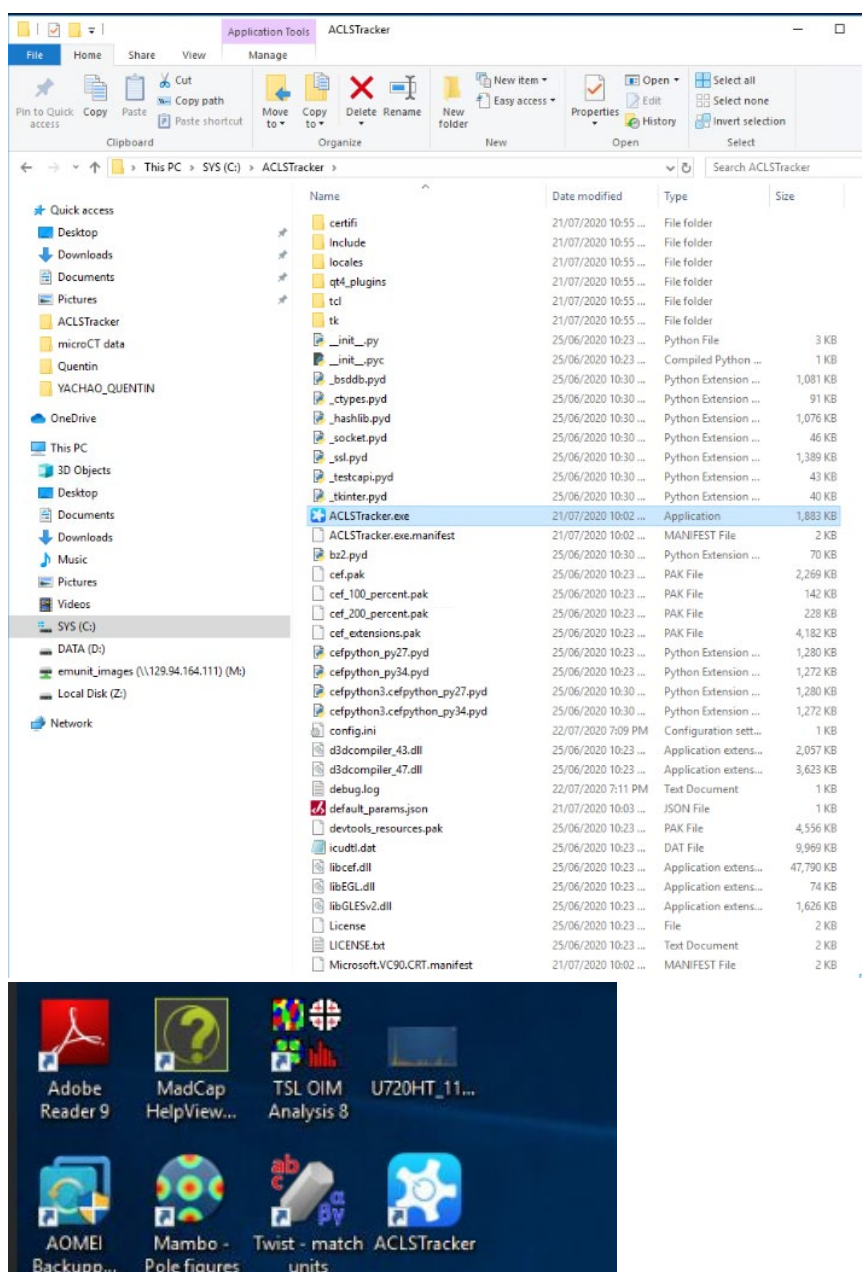 Application Tools ACLSTracker
File Home Share View Manage
Pin to Quick access
Copy
Paste
Cut
Copy path
Paste shortcut
Clipboard
Move to
Copy to
Delete
Rename
Organize
New folder
New item
Easy access
New
Properties
Open
Edit
History
Open
Select all
Select none
Invert selection
Select
This PC > SYS (C:) > ACLSTracker >
Search ACLSTracker
Quick access
Desktop
Downloads
Documents
Pictures
ACLSTracker
microCT data
Quentin
YACHAO_QUENTIN
OneDrive
This PC
3D Objects
Desktop
Documents
Downloads
Music
Pictures
Videos
SYS (C:)
DATA (D:)
emunit_images (\\129.94.164.111) (M:)
Local Disk (Z:)
Network
Name Date modified Type Size
certifi 21/07/2020 10:55 ... File folder
Include 21/07/2020 10:55 ... File folder
locales 21/07/2020 10:55 ... File folder
qt4_plugins 21/07/2020 10:55 ... File folder
tcl 21/07/2020 10:55 ... File folder
tk 21/07/2020 10:55 ... File folder
__init__.py 25/06/2020 10:23 ... Python File 3 KB
__init__.pyc 25/06/2020 10:23 ... Compiled Python ... 1 KB
_bsddb.pyd 25/06/2020 10:30 ... Python Extension ... 1,081 KB
_ctypes.pyd 25/06/2020 10:30 ... Python Extension ... 91 KB
_hashlib.pyd 25/06/2020 10:30 ... Python Extension ... 1,076 KB
_socket.pyd 25/06/2020 10:30 ... Python Extension ... 46 KB
_ssl.pyd 25/06/2020 10:30 ... Python Extension ... 1,389 KB
_testcapi.pyd 25/06/2020 10:30 ... Python Extension ... 43 KB
_tkinter.pyd 25/06/2020 10:30 ... Python Extension ... 40 KB
ACLSTracker.exe 21/07/2020 10:02 ... Application 1,883 KB
ACLSTracker.exe.manifest 21/07/2020 10:02 ... MANIFEST File 2 KB
bz2.pyd 25/06/2020 10:30 ... Python Extension ... 70 KB
cef.pak 25/06/2020 10:23 ... PAK File 2,269 KB
cef_100_percent.pak 25/06/2020 10:23 ... PAK File 142 KB
cef_200_percent.pak 25/06/2020 10:23 ... PAK File 228 KB
cef_extensions.pak 25/06/2020 10:23 ... PAK File 4,182 KB
cefpython_py27.pyd 25/06/2020 10:23 ... Python Extension ... 1,280 KB
cefpython_py34.pyd 25/06/2020 10:23 ... Python Extension ... 1,272 KB
cefpython3.cefpython_py27.pyd 25/06/2020 10:30 ... Python Extension ... 1,280 KB
cefpython3.cefpython_py34.pyd 25/06/2020 10:30 ... Python Extension ... 1,272 KB
config.ini 22/07/2020 7:09 PM Configuration sett... 1 KB
d3dcompiler_43.dll 25/06/2020 10:23 ... Application extens... 2,057 KB
d3dcompiler_47.dll 25/06/2020 10:23 ... Application extens... 3,623 KB
debug.log 22/07/2020 7:11 PM Text Document 1 KB
default_params.json 21/07/2020 10:03 ... JSON File 1 KB
devtools_resources.pak 25/06/2020 10:23 ... PAK File 4,556 KB
icudtl.dat 25/06/2020 10:23 ... DAT File 9,969 KB
libcef.dll 25/06/2020 10:23 ... Application extens... 47,790 KB
libEGL.dll 25/06/2020 10:23 ... Application extens... 74 KB
libGLESv2.dll 25/06/2020 10:23 ... Application extens... 1,626 KB
License 25/06/2020 10:23 ... File 2 KB
LICENSE.txt 25/06/2020 10:23 ... Text Document 2 KB
Microsoft.VC90.CRT.manifest 21/07/2020 10:02 ... MANIFEST File 2 KB
Adobe Reader 9
MadCap HelpView...
TSL OIM Analysis 8
U720HT_11...
abc
αβγ
AOMEI Backupp...
Mambo - Pole figures
Twist - match units
ACLSTracker